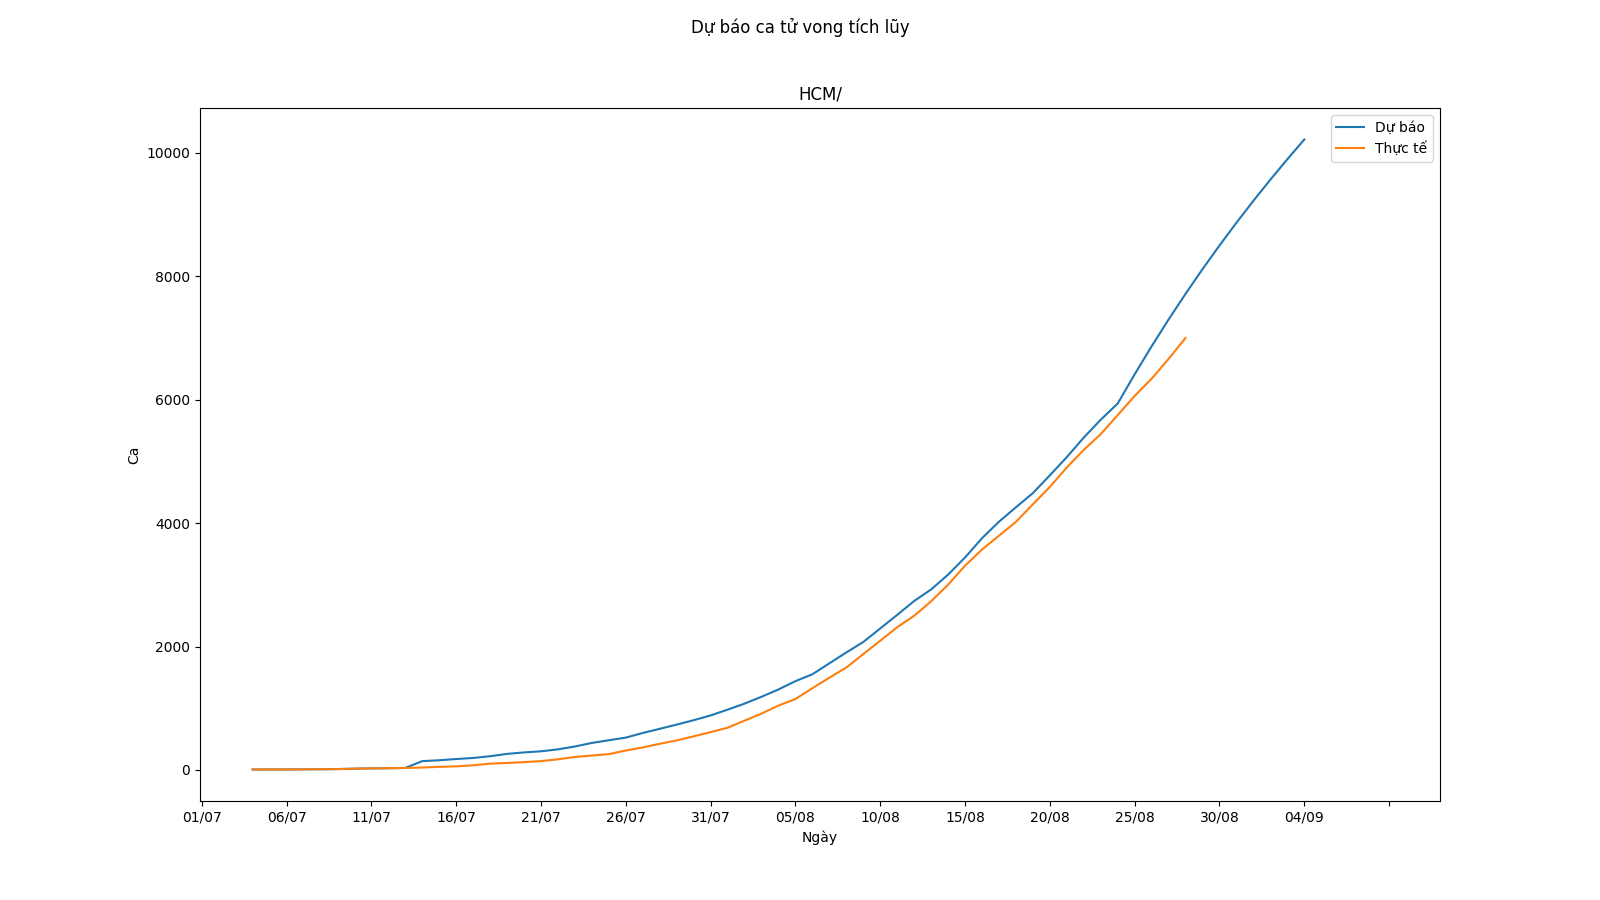 Dự báo ca tử vong tích lũy
HCM/
Dự báo
Thực tế
10000
8000
6000
4000
2000
0
Ca
01/07 06/07 11/07 16/07 21/07 26/07 31/07 05/08 10/08 15/08 20/08 25/08 30/08 04/09
Ngày